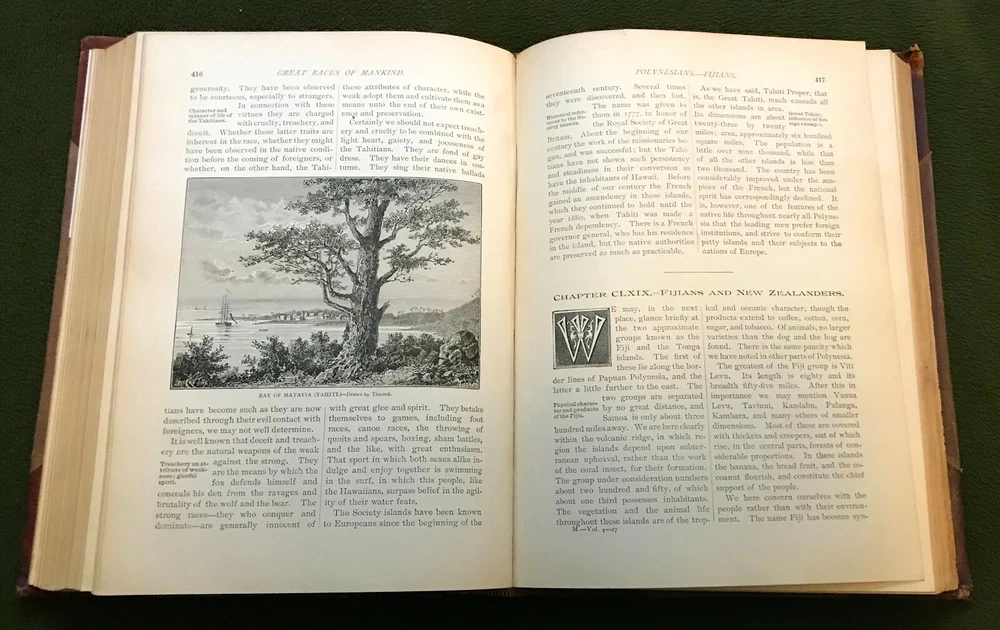 416
GREAT RACES OF MANKIND.
generosity. They have been observed
to be courteous, especially to strangers.
Character and
manner of life of
the Tahitians.
In connection with these
virtues they are charged
with cruelty, treachery, and
deceit. Whether these latter traits are
inherent in the race, whether they might
have been observed in the native condi-
tion before the coming of foreigners, or
whether, on the other hand, the Tahi-
these attributes of character, while the
weak adopt them and cultivate them as a
means unto the end of their own exist-
ence and preservation.
Certainly we should not expect treach-
ery and cruelty to be combined with the
light heart, gaiety, and jocoseness of
the Tahitians. They are fond of gay
dress. They have their dances in cos-
tume. They sing their native ballads
BAY OF MATAVIA (TAHITI).—Drawn by
tians have become such as they are now
described through their evil contact with
foreigners, we may not well determine.
It is well known that deceit and treach-
ery are the natural weapons of the weak
Treachery an at-
tribute of weak-
ness; gleeful
spirit.
against the strong. They
are the means by which the
fox defends himself and
conceals his den from the ravages and
brutality of the wolf and the bear. The
strong races—they who conquer and
dominate—are generally innocent of
with great glee and spirit. They betake
themselves to games, including foot
races, canoe races, the throwing of
quoits and spears, boxing, sham battles,
and the like, with great enthusiasm.
That sport in which both sexes alike in-
dulge and enjoy together is swimming
in the surf, in which this people, like
the Hawaiians, surpass belief in the agil-
ity of their water feats.
The Society islands have been known
to Europeans since the beginning of the
POLYNESIANS.—FIJIANS.
417
seventeenth century. Several times
they were discovered, and then lost.
Historical refer-
ences to the So-
ciety islands.
The name was given to
them in 1777, in honor of
the Royal Society of Great
Britain. About the beginning of our
century the work of the missionaries be-
gan, and was successful; but the Tahi-
tians have not shown such persistency
and steadiness in their conversion as
have the inhabitants of Hawaii. Before
the middle of our century the French
gained an ascendency in these islands,
which they continued to hold until the
year 1880, when Tahiti was made a
French dependency. There is a French
governor general, who has his residence
in the island, but the native authorities
are preserved as much as practicable.
As we have said, Tahiti Proper, that
is, the Great Tahiti, much exceeds all
the other islands in area.
Great Tahiti;
influence of for-
eign
Its dimensions are about
twenty-three by twenty
miles; area, approximately six hundred
square miles. The population is a
little over nine thousand, while that
of all the other islands is less than
two thousand. The country has been
considerably improved under the aus-
pices of the French, but the national
spirit has correspondingly declined. It
is, however, one of the features of the
native life throughout nearly all Polyne-
sia that the leading men prefer foreign
institutions, and strive to conform their
petty islands and their subjects to the
nations of Europe.
CHAPTER CLXIX.—FIJIANS AND NEW ZEALANDERS.
WE may, in the next
place, glance briefly at
the two approximate
groups known as the
Fiji and the Tonga
islands. The first of
these lie along the bor-
der lines of Papuan Polynesia, and the
latter a little further to the east. The
Physical charac-
ter and products
of the Fijis.
two groups are separated
by no great distance, and
Samoa is only about three
hundred miles away. We are here clearly
within the volcanic ridge, in which re-
gion the islands depend upon subter-
ranean upheaval, rather than the work
of the coral insect, for their formation.
The group under consideration numbers
about two hundred and fifty, of which
about one third possesses inhabitants.
The vegetation and the animal life
throughout these islands are of the trop-
M.—Vol. 4—27
ical and oceanic character, though the
products extend to coffee, cotton, corn,
sugar, and tobacco. Of animals, no larger
varieties than the dog and the hog are
found. There is the same paucity which
we have noted in other parts of Polynesia.
The greatest of the Fiji group is Viti
Levu. Its length is eighty and its
breadth fifty-five miles. After this in
importance we may mention Vanua
Levu, Taviuni, Kandabu, Fulanga,
Kambara, and many others of smaller
dimensions. Most of these are covered
with thickets and creepers, out of which
rise, in the central parts, forests of con-
siderable proportions. In these islands
the banana, the bread fruit, and the co-
coanut flourish, and constitute the chief
support of the people.
We here concern ourselves with the
people rather than with their environ-
ment. The name Fiji has become syn-